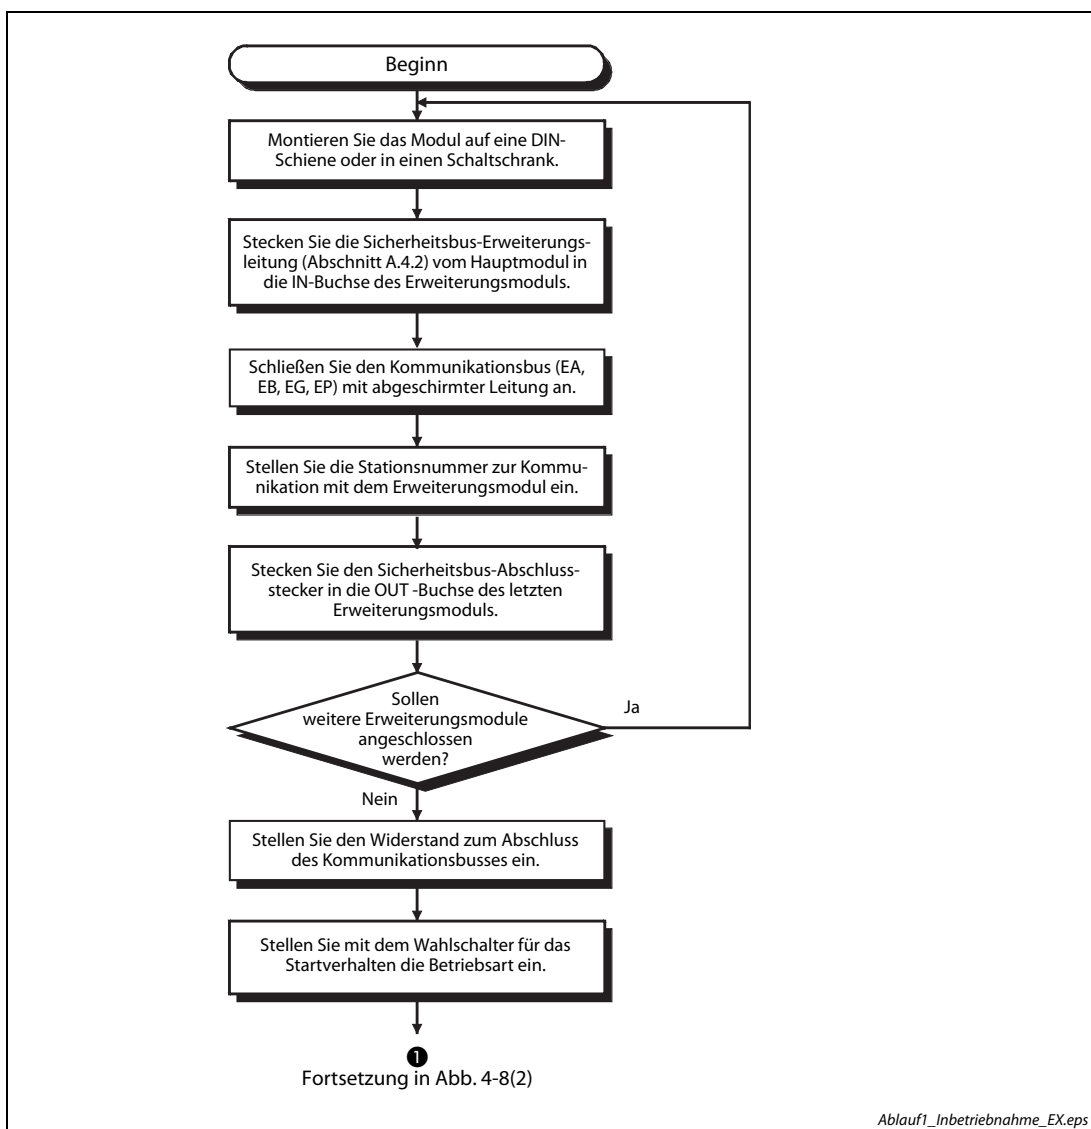 Beginn
Montieren Sie das Modul auf eine DIN-
Schiene oder in einen Schaltschrank.
Stecken Sie die Sicherheitsbus-Erweiterungs-
leitung (Abschnitt A.4.2) vom Hauptmodul in
die IN-Buchse des Erweiterungsmoduls.
Schließen Sie den Kommunikationsbus (EA,
EB, EG, EP) mit abgeschirmter Leitung an.
Stellen Sie die Stationsnummer zur Kommu-
nikation mit dem Erweiterungsmodul ein.
Stecken Sie den Sicherheitsbus-Abschluss-
stecker in die OUT -Buchse des letzten
Erweiterungsmoduls.
Sollen
weitere Erweiterungsmodule
angeschlossen
werden?
Ja
Nein
Stellen Sie den Widerstand zum Abschluss
des Kommunikationsbusses ein.
Stellen Sie mit dem Wahlschalter für das
Startverhalten die Betriebsart ein.
❶
Fortsetzung in Abb. 4-8(2)
Ablauf1_Inbetriebnahme_EX.eps